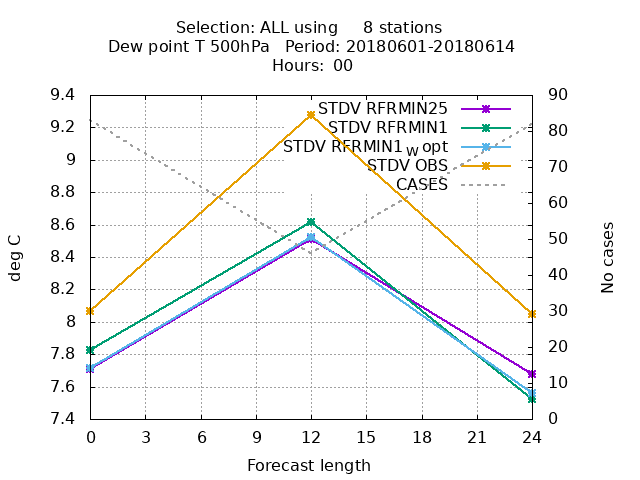 Selection: ALL using     8 stations
Dew point T 500hPa   Period: 20180601-20180614
Hours:  00
9.4
9.2
9
8.8
8.6
8.4
8.2
8
7.8
7.6
7.4
deg C
STDV RFRMIN25
STDV RFRMIN1
STDV RFRMIN1_W opt
STDV OBS
CASES
90
80
70
60
50
40
30
20
10
0
No cases
0 3 6 9 12 15 18 21 24
Forecast length